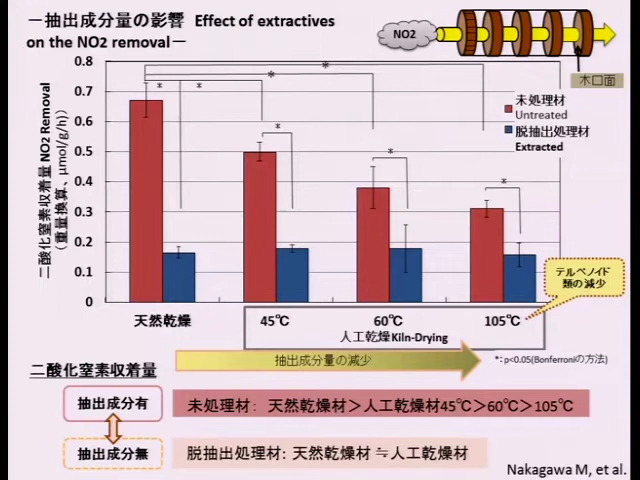 －抽出成分量の影響 Effect of extractives
on the NO2 removal－
NO2
木口面
二酸化窒素収着量 NO2 Removal
（重量換算、μmol/g/h）
0.8
0.7
0.6
0.5
0.4
0.3
0.2
0.1
0
*
*
*
*
*
*
*
未処理材
Untreated
脱抽出処理材
Extracted
テルペノイド
類の減少
天然乾燥
45℃
60℃
105℃
人工乾燥Kiln-Drying
抽出成分量の減少
*：p<0.05(Bonferroniの方法)
二酸化窒素収着量
抽出成分有
未処理材： 天然乾燥材＞人工乾燥材45℃＞60℃＞105℃
抽出成分無
脱抽出処理材: 天然乾燥材 ≒人工乾燥材
Nakagawa M, et al.